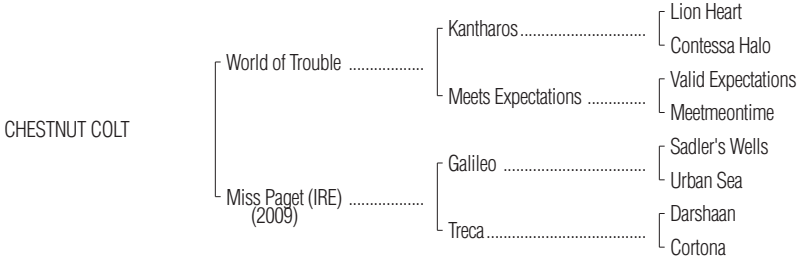 Lion Heart
Kantharos
Contessa Halo
World of Trouble
Valid Expectations
Meets Expectations
Meetmeontime
CHESTNUT COLT
Sadler's Wells
Galileo
Urban Sea
Miss Paget (IRE)
(2009)
Darshaan
Treca
Cortona